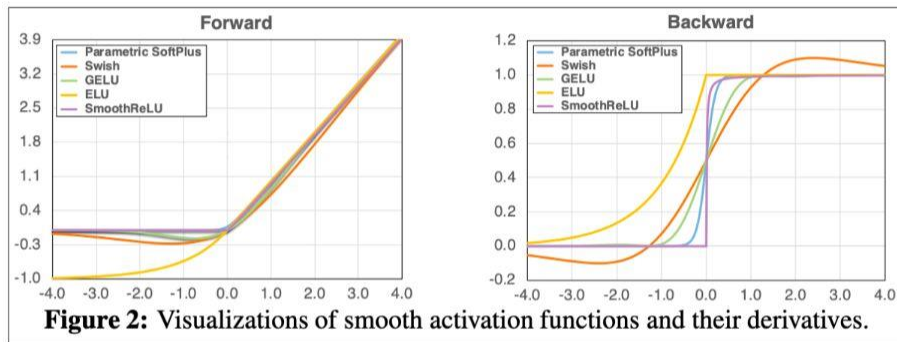 Forward
3.9
3.2
2.5
1.8
1.1
0.4
-0.3
-1.0
Parametric SoftPlus
Swish
GELU
ELU
SmoothReLU
-4.0 -3.0 -2.0 -1.0 0.0 1.0 2.0 3.0 4.0
Backward
1.2
1.0
0.8
0.6
0.4
0.2
0.0
-0.2
Parametric SoftPlus
Swish
GELU
ELU
SmoothReLU
-4.0 -3.0 -2.0 -1.0 0.0 1.0 2.0 3.0 4.0
Figure 2: Visualizations of smooth activation functions and their derivatives.